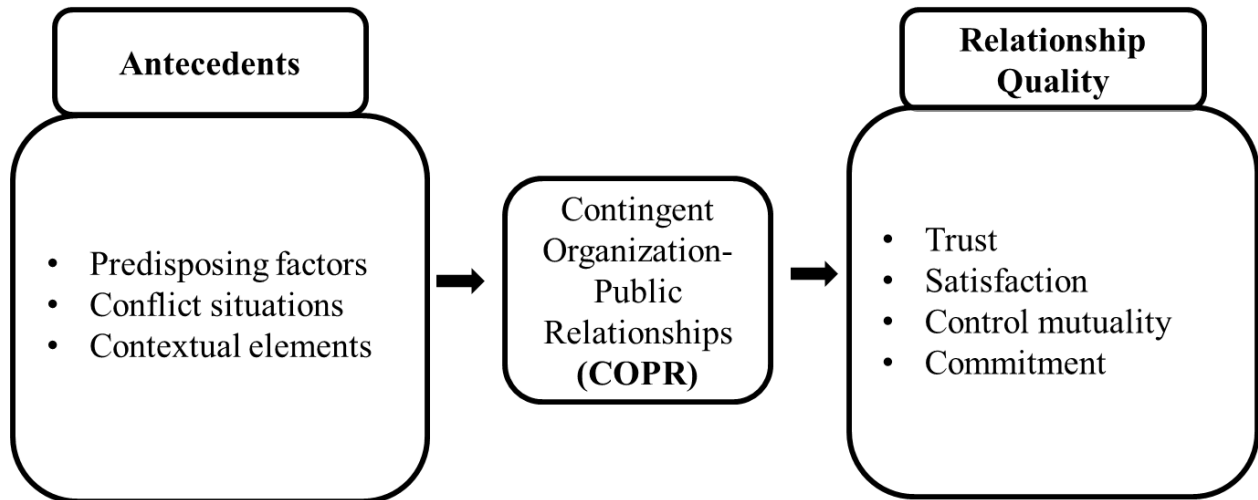 Antecedents
• Predisposing factors
• Conflict situations
• Contextual elements
Contingent
Organization-
Public
Relationships
(COPR)
Relationship
Quality
• Trust
• Satisfaction
• Control mutuality
• Commitment